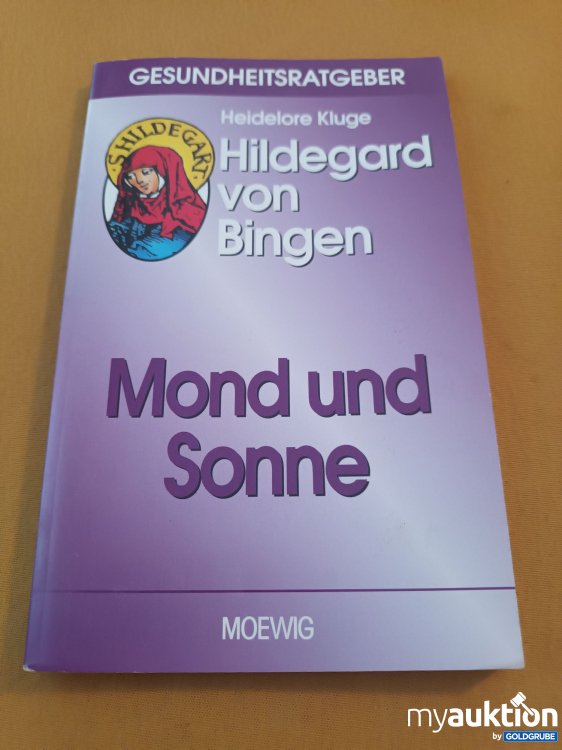 GESUNDHEITSRATGEBER
Heidelore Kluge
S HILDEGART
Hildegard
von
Bingen
Mond und
Sonne
MOEWIG
myauktion
by GOLDGRUBE